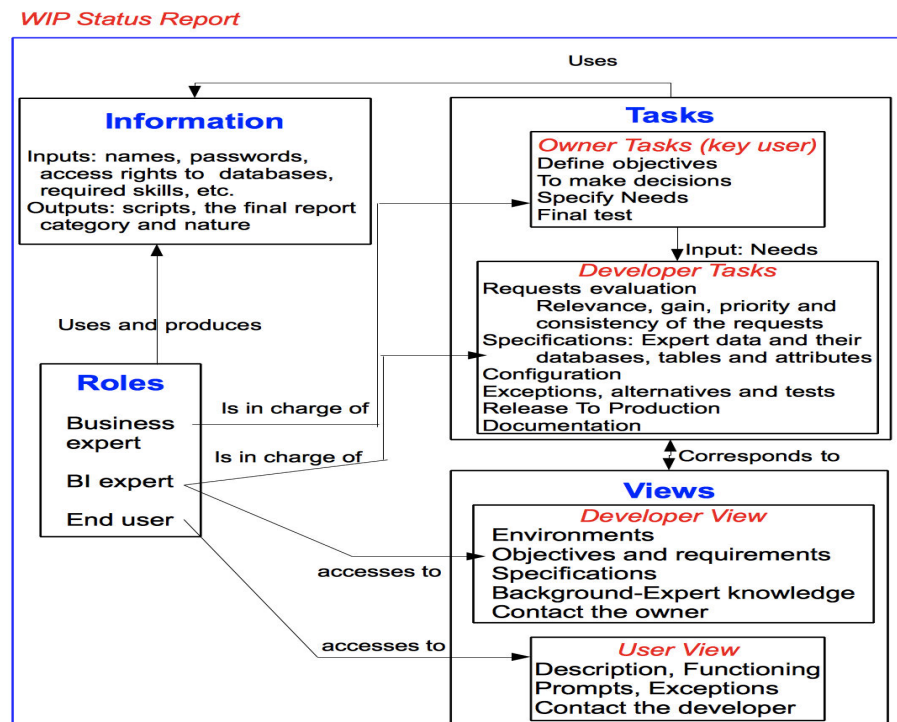 WIP Status Report
Uses
Information
Inputs: names, passwords,
access rights to databases,
required skills, etc.
Outputs: scripts, the final report
category and nature
Tasks
Owner Tasks (key user)
Define objectives
To make decisions
Specify Needs
Final test
Input: Needs
Developer Tasks
Requests evaluation
Relevance, gain, priority and
consistency of the requests
Specifications: Expert data and their
databases, tables and attributes
Configuration
Exceptions, alternatives and tests
Release To Production
Documentation
Uses and produces
Roles
Business
expert
BI expert
End user
Is in charge of
Is in charge of
accesses to
accesses to
Corresponds to
Views
Developer View
Environments
Objectives and requirements
Specifications
Background-Expert knowledge
Contact the owner
User View
Description, Functioning
Prompts, Exceptions
Contact the developer